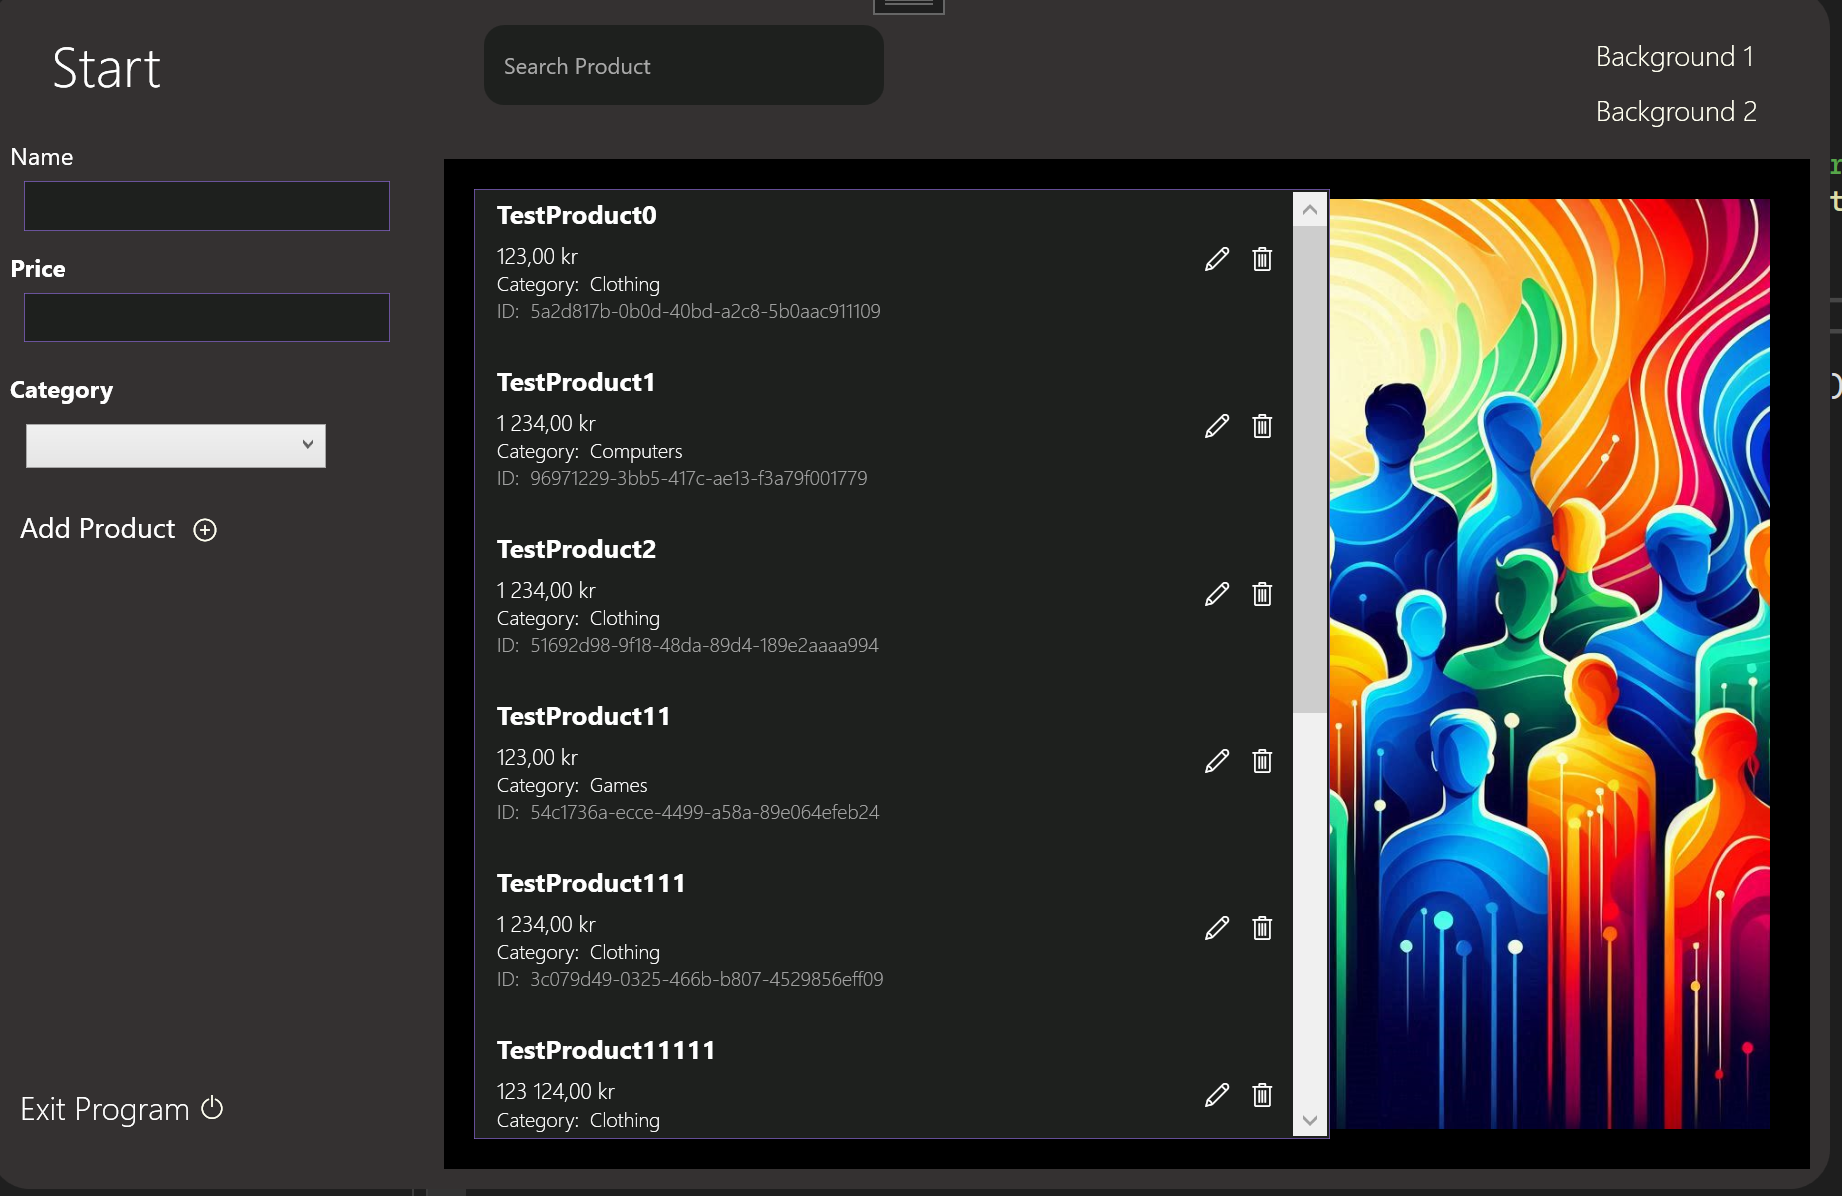 Start
Search Product
Background 1
Background 2
Name
Price
Category
Add Product
Exit Program
TestProduct0
123,00 kr
Category: Clothing
ID: 5a2d817b-0b0d-40bd-a2c8-5b0aac911109
TestProduct1
1 234,00 kr
Category: Computers
ID: 96971229-3bb5-417c-ae13-f3a79f001779
TestProduct2
1 234,00 kr
Category: Clothing
ID: 51692d98-9f18-48da-89d4-189e2aaaa994
TestProduct11
123,00 kr
Category: Games
ID: 54c1736a-ecce-4499-a58a-89e064efeb24
TestProduct111
1 234,00 kr
Category: Clothing
ID: 3c079d49-0325-466b-b807-4529856eff09
TestProduct11111
123 124,00 kr
Category: Clothing